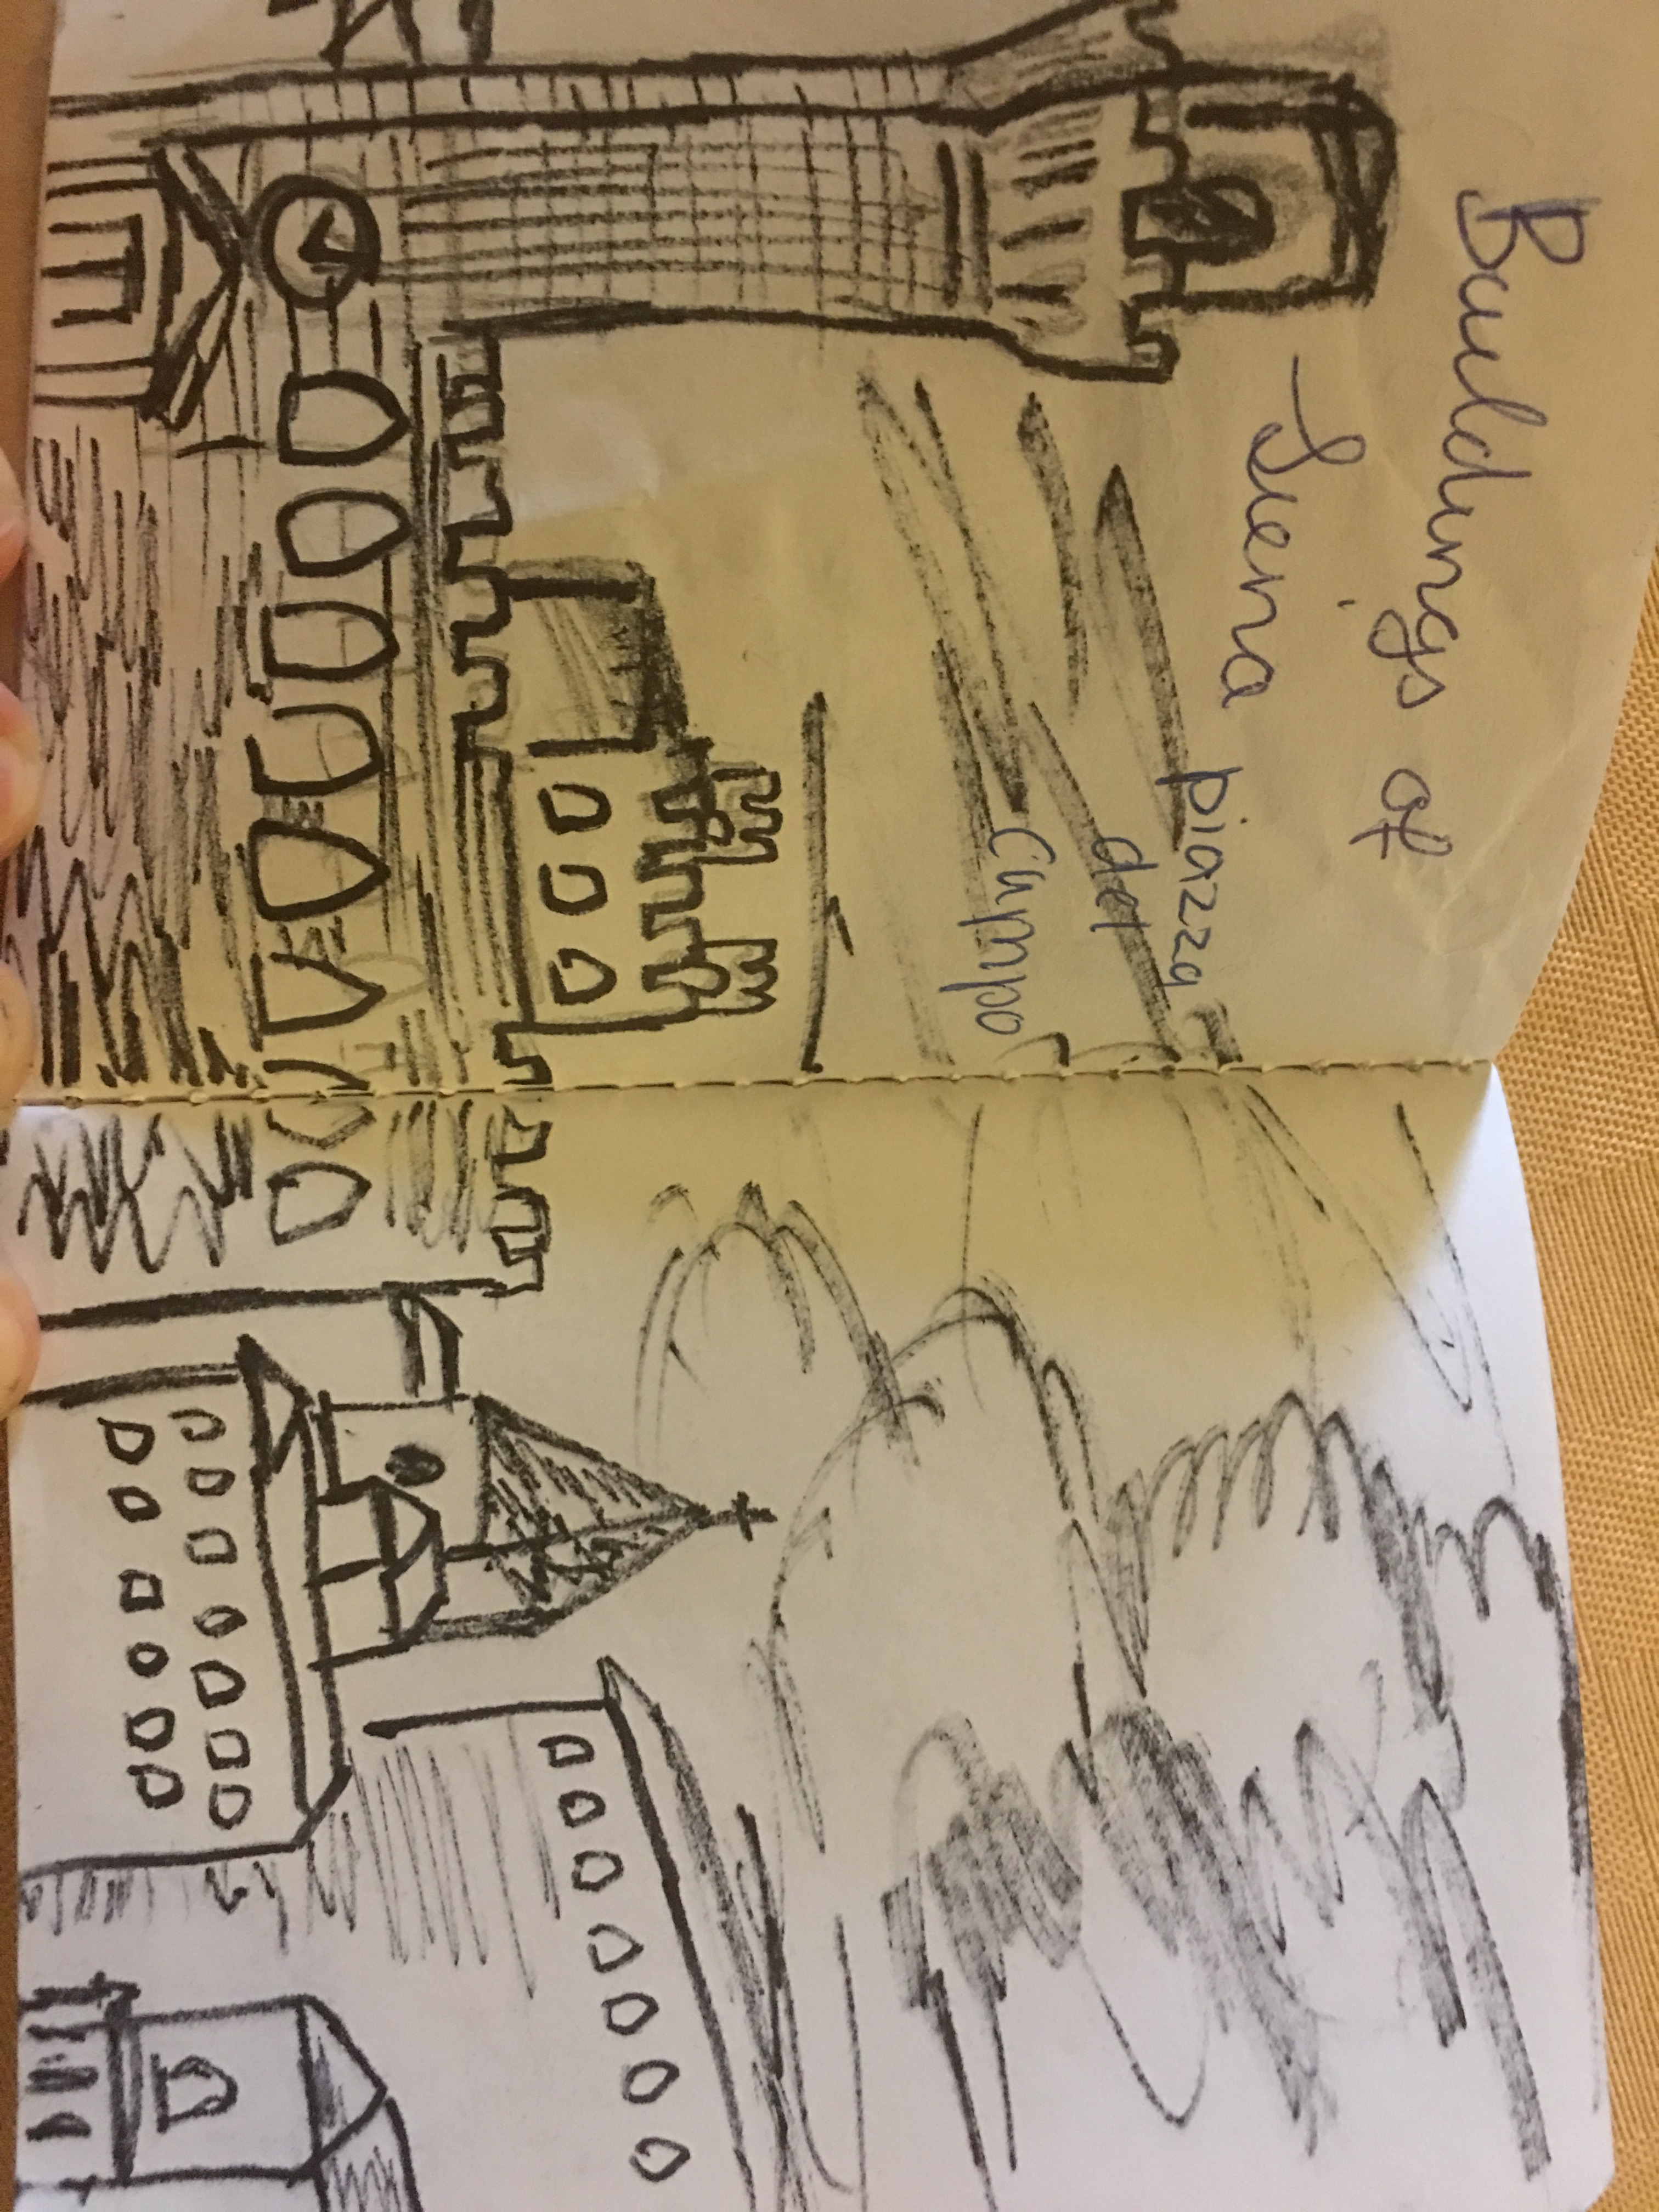 Buildings of
Siena
piazza
del
Campo